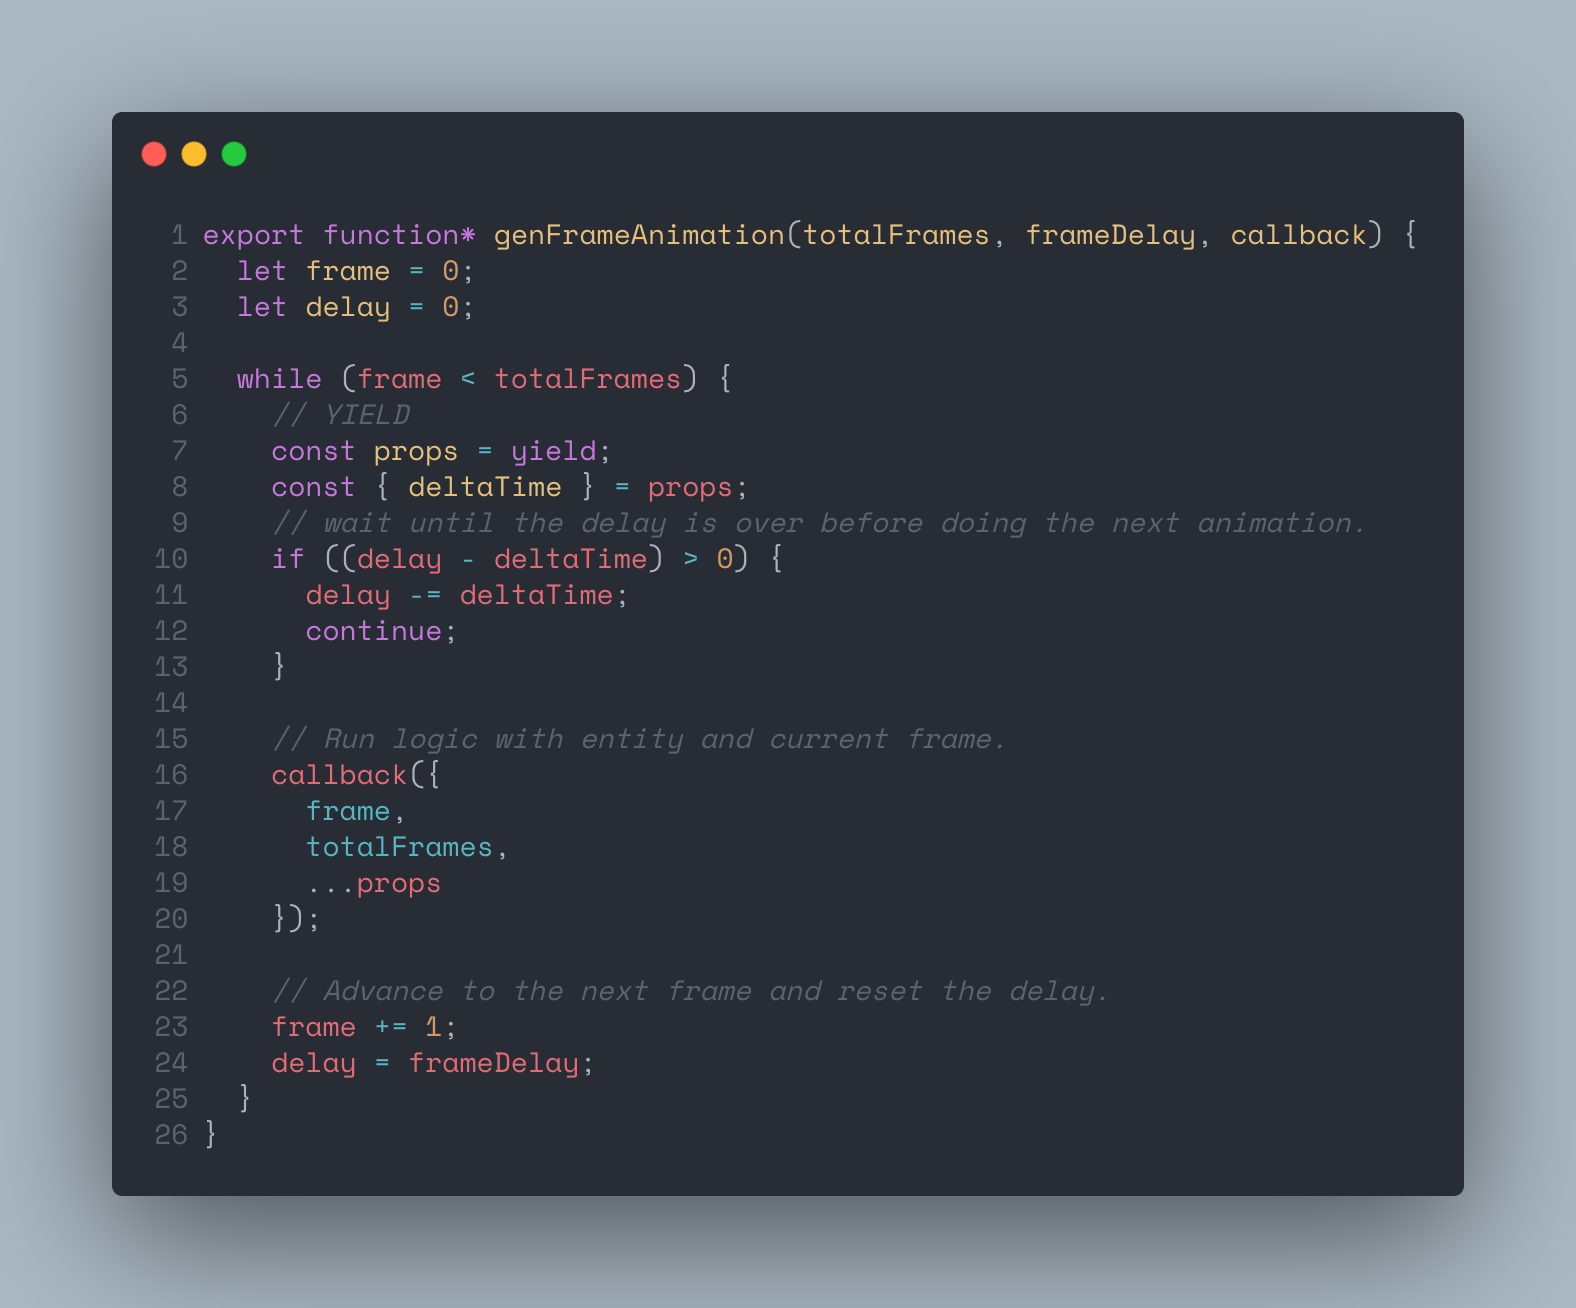 1 export function* genFrameAnimation(totalFrames, frameDelay, callback) {
2   let frame = 0;
3   let delay = 0;
4
5   while (frame < totalFrames) {
6     // YIELD
7     const props = yield;
8     const { deltaTime } = props;
9     // wait until the delay is over before doing the next animation.
10     if ((delay - deltaTime) > 0) {
11       delay -= deltaTime;
12       continue;
13     }
14
15     // Run logic with entity and current frame.
16     callback({
17       frame,
18       totalFrames,
19       ...props
20     });
21
22     // Advance to the next frame and reset the delay.
23     frame += 1;
24     delay = frameDelay;
25   }
26 }